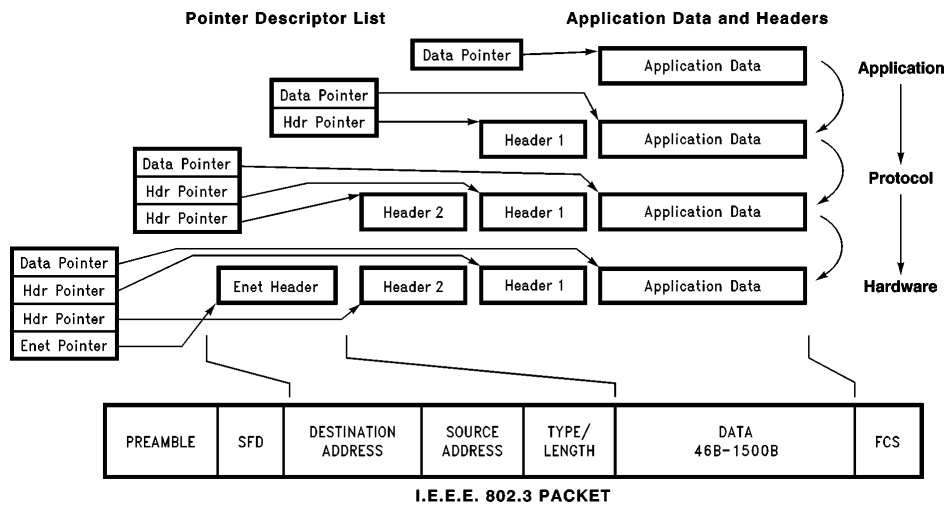 Pointer Descriptor List
Application Data and Headers
Data Pointer
Application Data
Application
Data Pointer
Hdr Pointer
Header 1
Application Data
Data Pointer
Hdr Pointer
Hdr Pointer
Header 2
Header 1
Application Data
Protocol
Data Pointer
Hdr Pointer
Hdr Pointer
Enet Pointer
Enet Header
Header 2
Header 1
Application Data
Hardware
PREAMBLE
SFD
DESTINATION
ADDRESS
SOURCE
ADDRESS
TYPE/
LENGTH
DATA
46B-1500B
FCS
I.E.E.E. 802.3 PACKET